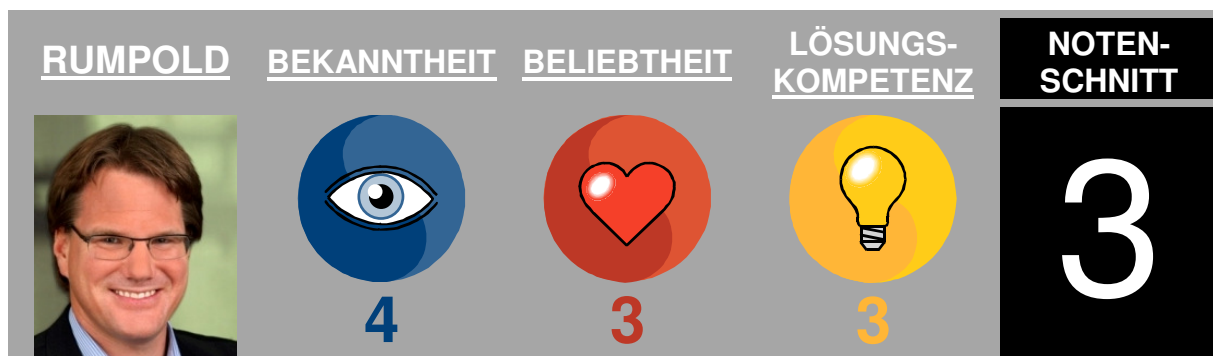 RUMPOLD
BEKANNTHEIT
BELIEBTHEIT
LÖSUNGS-
KOMPETENZ
NOTEN-
SCHNITT
4
3
3
3